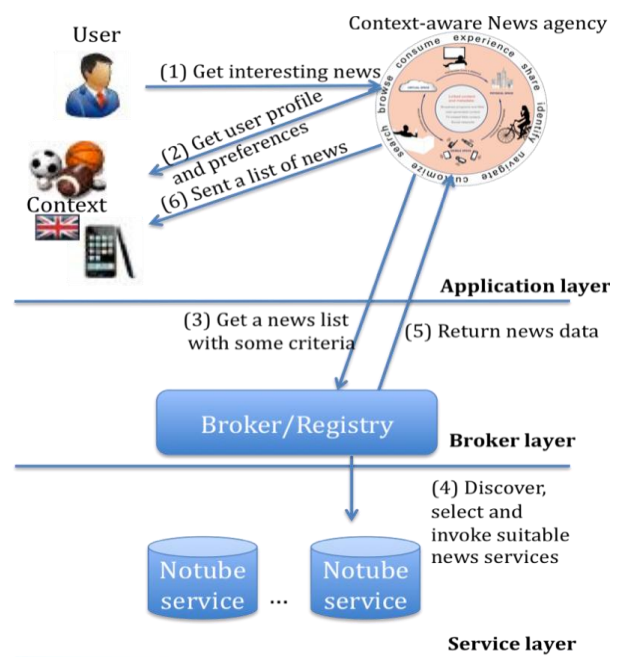 Context-aware News agency
User
(1) Get interesting news
browse consume experience share identify navigate customize search
(2) Get user profile
and preferences
(6) Sent a list of news
Context
Application layer
(3) Get a news list
with some criteria
(5) Return news data
Broker/Registry
Broker layer
(4) Discover,
select and
invoke suitable
news services
Notube
service
...
Notube
service
Service layer